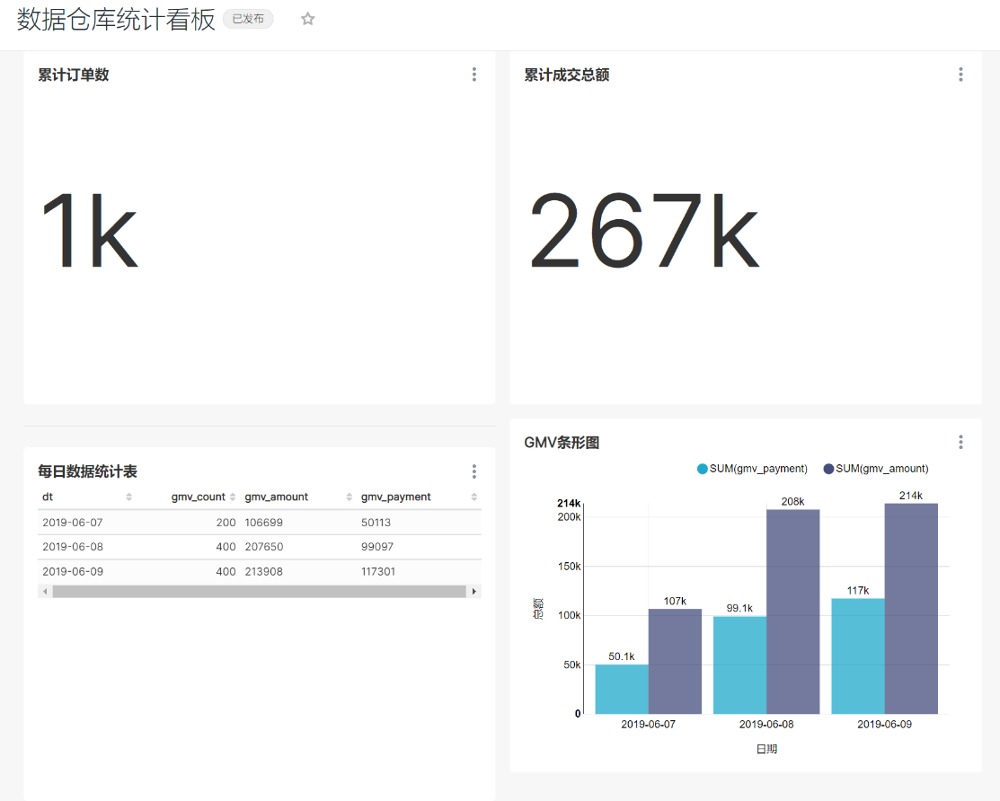 数据仓库统计看板 已发布
累计订单数
1k
累计成交总额
267k
每日数据统计表
dt gmv_count gmv_amount gmv_payment
2019-06-07 200 106699 50113
2019-06-08 400 207650 99097
2019-06-09 400 213908 117301
GMV条形图
SUM(gmv_payment) SUM(gmv_amount)
214k
200k
150k
100k
50k
0
总额
50.1k
107k
99.1k
208k
117k
214k
2019-06-07 2019-06-08 2019-06-09
日期